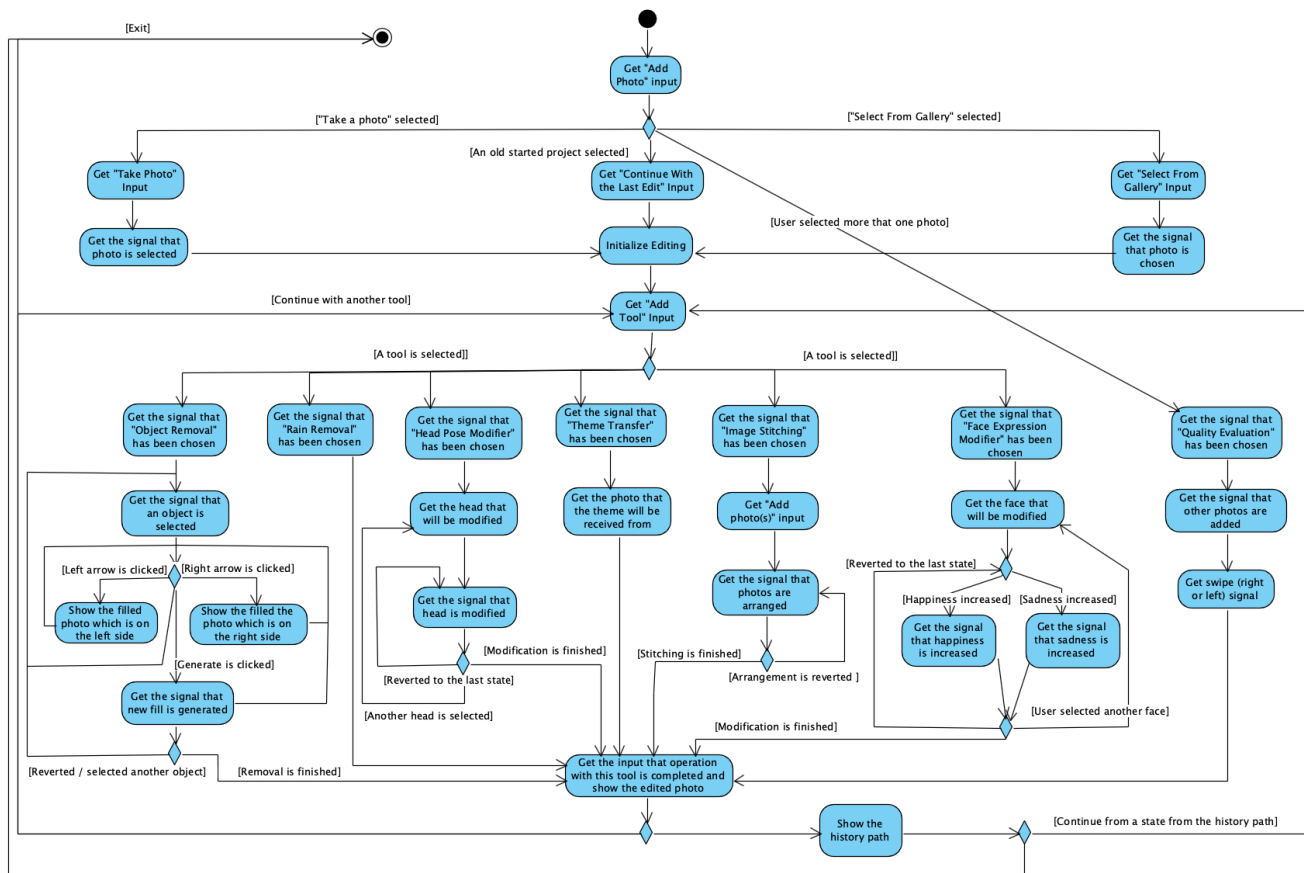 [Exit]
Get "Add
Photo" input
["Take a photo" selected]
["Select From Gallery" selected]
[An old started project selected]
Get "Take Photo"
Input
Get "Continue With
the Last Edit" Input
Get "Select From
Gallery" Input
[User selected more that one photo]
Get the signal that
photo is selected
Initialize Editing
Get the signal
that photo is
chosen
[Continue with another tool]
Get "Add
Tool" Input
[A tool is selected]]
[A tool is selected]]
Get the signal that
"Object Removal"
has been chosen
Get the signal that
"Rain Removal"
has been chosen
Get the signal that
"Head Pose Modifier"
has been chosen
Get the signal that
"Theme Transfer"
has been chosen
Get the signal that
"Image Stitching"
has been chosen
Get the signal that
"Face Expression
Modifier" has been
chosen
Get the signal that
"Quality Evaluation"
has been chosen
Get the signal that
an object is
selected
Get the head that
will be modified
Get the photo that
the theme will be
received from
Get "Add
photo(s)" input
Get the face that
will be modified
Get the signal that
other photos are
added
[Left arrow is clicked]
[Right arrow is clicked]
[Reverted to the last state]
Show the filled
photo which is on
the left side
Show the filled the
photo which is on
the right side
Get the signal that
head is modified
Get the signal that
photos are
arranged
[Happiness increased]
[Sadness increased]
Get swipe (right
or left) signal
Get the signal
that happiness
is increased
Get the signal
that sadness is
increased
[Generate is clicked]
[Modification is finished]
[Stitching is finished]
[Reverted to the last state]
[Arrangement is reverted ]
Get the signal that
new fill is generated
[Another head is selected]
[User selected another face]
[Modification is finished]
[Reverted / selected another object]
[Removal is finished]
Get the input that operation
with this tool is completed and
show the edited photo
Show the
history path
[Continue from a state from the history path]